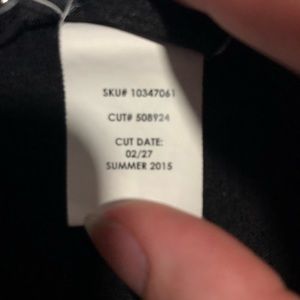 SKU# 10347061
CUT# 508924
CUT DATE:
02/27
SUMMER 2015